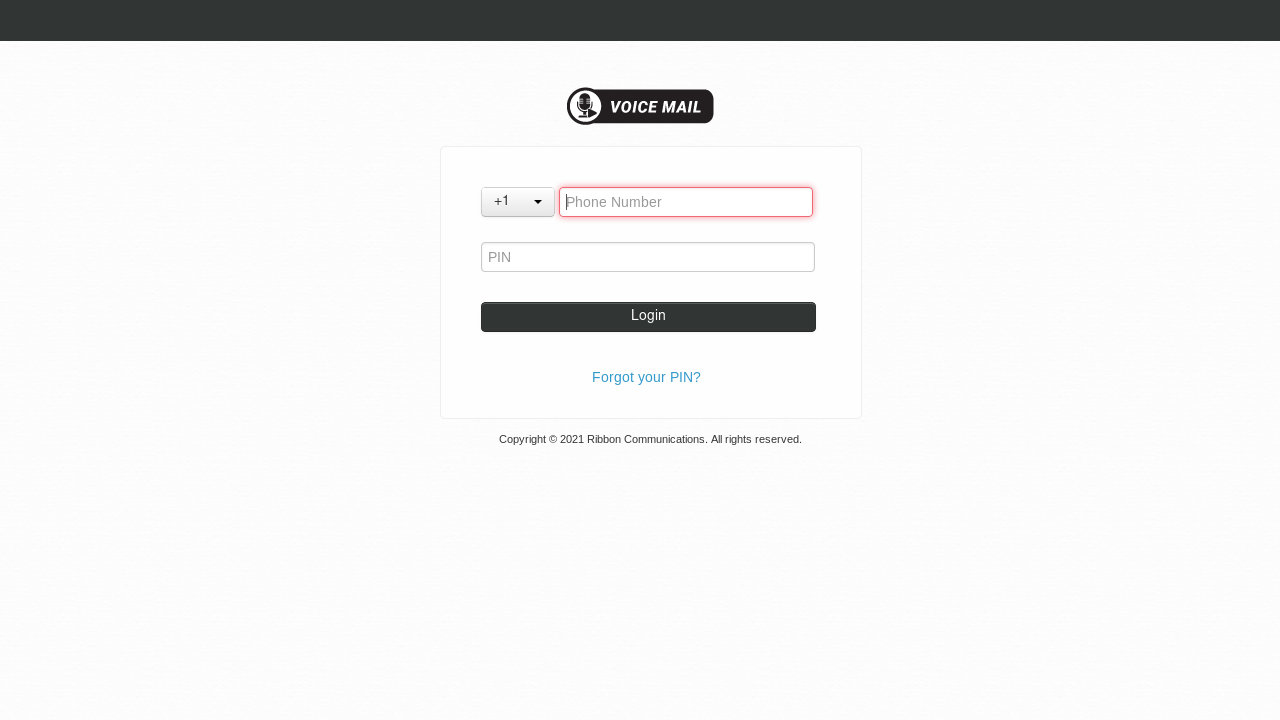 VOICE MAIL
+1
Phone Number
PIN
Login
Forgot your PIN?
Copyright © 2021 Ribbon Communications. All rights reserved.